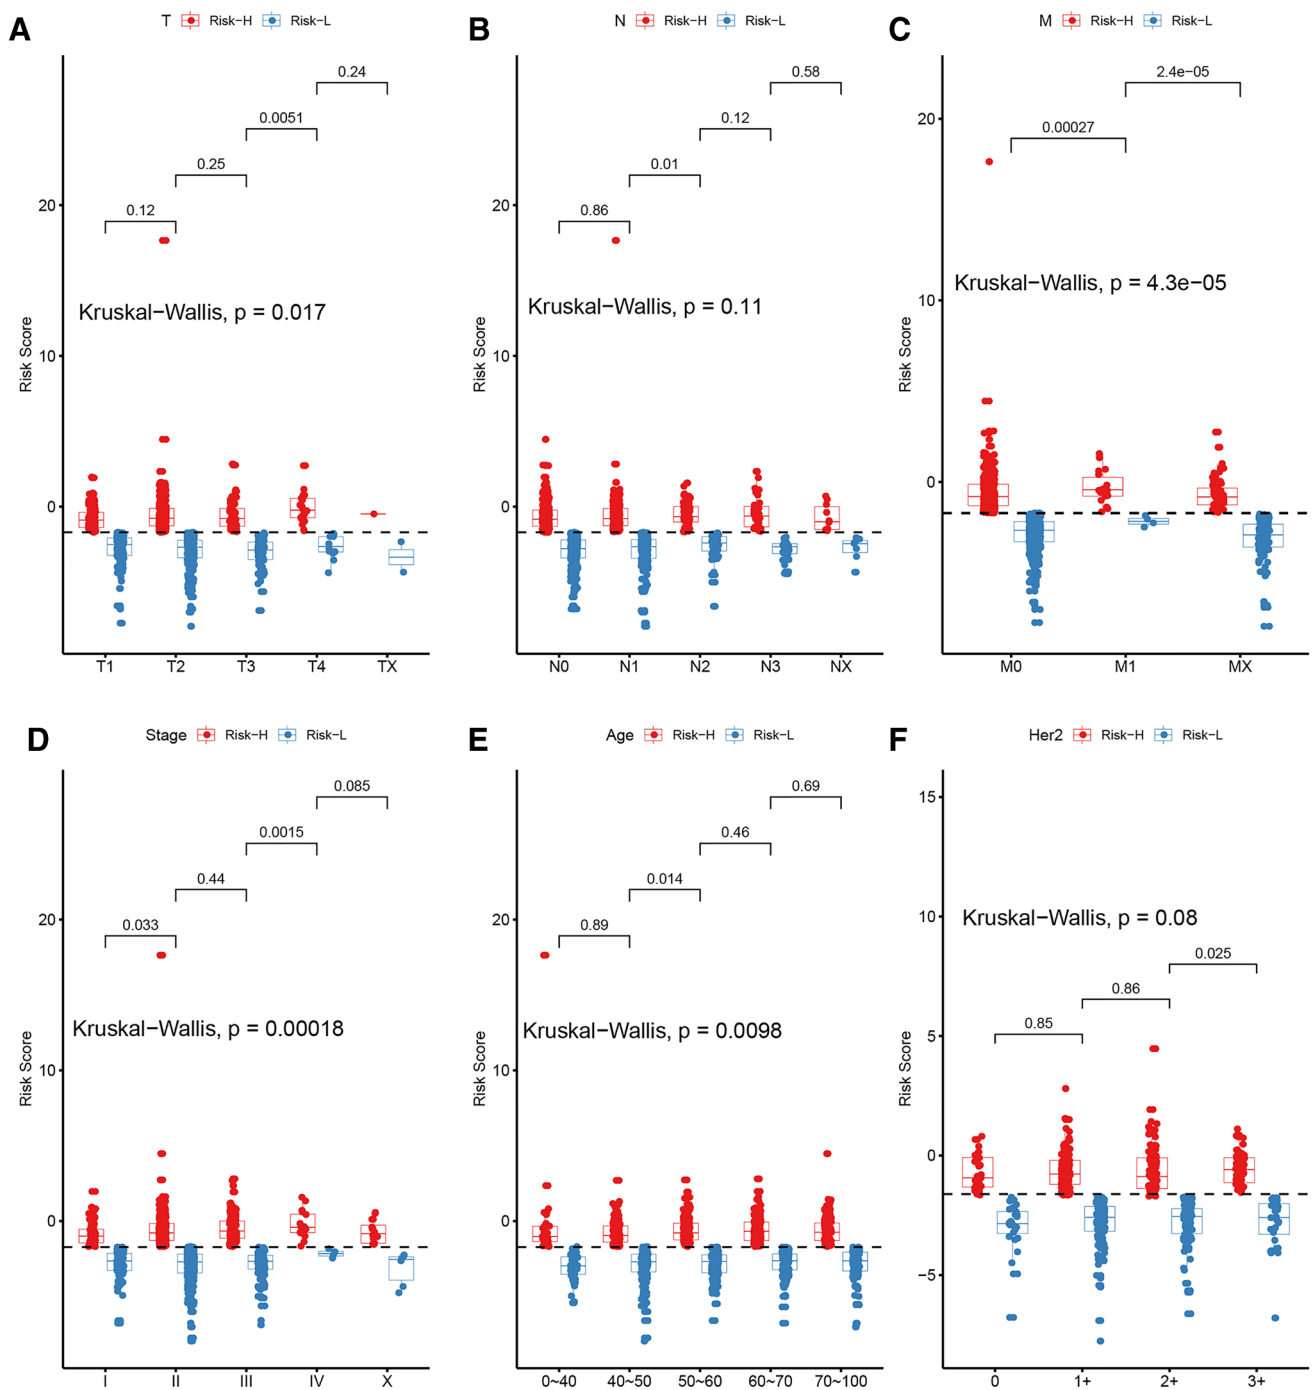 A
T Risk−H Risk−L
0.24
0.0051
0.25
0.12
20
10
0
Kruskal−Wallis, p = 0.017
Risk Score
T1 T2 T3 T4 TX
B
N Risk−H Risk−L
0.58
0.12
0.01
0.86
20
10
0
Kruskal−Wallis, p = 0.11
Risk Score
N0 N1 N2 N3 NX
C
M Risk−H Risk−L
2.4e−05
0.00027
20
10
0
Kruskal−Wallis, p = 4.3e−05
Risk Score
M0 M1 MX
D
Stage Risk−H Risk−L
0.085
0.0015
0.44
0.033
20
10
0
Kruskal−Wallis, p = 0.00018
Risk Score
I II III IV X
E
Age Risk−H Risk−L
0.69
0.46
0.014
0.89
20
10
0
Kruskal−Wallis, p = 0.0098
Risk Score
0~40 40~50 50~60 60~70 70~100
F
Her2 Risk−H Risk−L
15
10
5
0
−5
Kruskal−Wallis, p = 0.08
0.025
0.86
0.85
Risk Score
0 1+ 2+ 3+